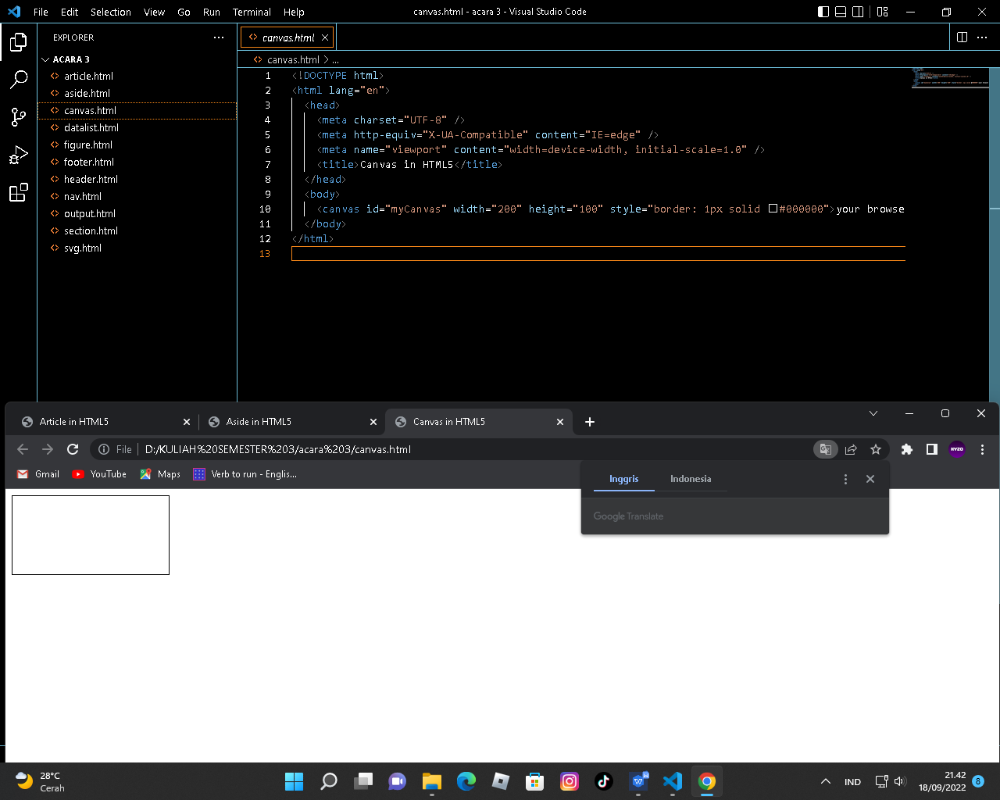 File Edit Selection View Go Run Terminal Help canvas.html - acara 3 - Visual Studio Code
EXPLORER
ACARA 3
article.html
aside.html
canvas.html
datalist.html
figure.html
footer.html
header.html
nav.html
output.html
section.html
svg.html
canvas.html
canvas.html > ...
1 <!DOCTYPE html>
2 <html lang="en">
3 <head>
4 <meta charset="UTF-8" />
5 <meta http-equiv="X-UA-Compatible" content="IE=edge" />
6 <meta name="viewport" content="width=device-width, initial-scale=1.0" />
7 <title>Canvas in HTML5</title>
8 </head>
9 <body>
10 <canvas id="myCanvas" width="200" height="100" style="border: 1px solid #000000">your browse
11 </body>
12 </html>
13
Article in HTML5 Aside in HTML5 Canvas in HTML5
File D:/KULIAH%20SEMESTER%203/acara%203/canvas.html NYZO
Gmail YouTube Maps Verb to run - Englis...
Inggris Indonesia
Google Translate
28°C
Cerah
IND
21.42
18/09/2022
8